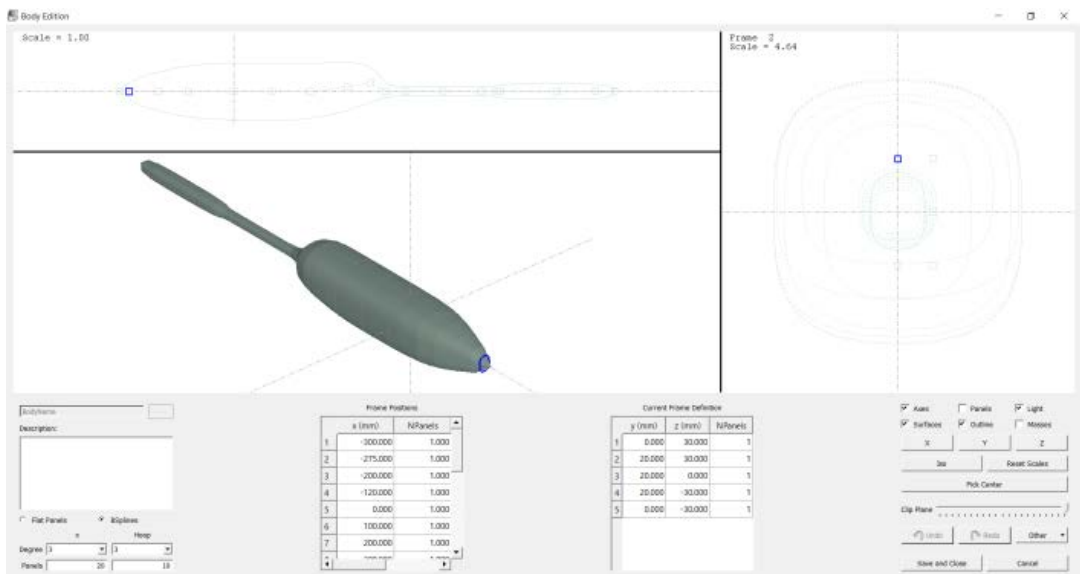 Body Edition
Scale = 1.00
Frame 2
Scale = 4.64
BodyName
Description:
Flat Panels
BSplines
x
Hoop
Degree 3 3
Panels 20 10
Frame Positions
x (mm) NPanels
1 -300.000 1.000
2 -275.000 1.000
3 -200.000 1.000
4 -120.000 1.000
5 0.000 1.000
6 100.000 1.000
7 200.000 1.000
Current Frame Definition
y (mm) z (mm) NPanels
1 0.000 30.000 1
2 20.000 30.000 1
3 20.000 0.000 1
4 20.000 -30.000 1
5 0.000 -30.000 1
Axes Panels Light
Surfaces Outline Masses
X Y Z
Iso Reset Scales
Pick Center
Clip Plane
Undo Redo Other
Save and Close Cancel